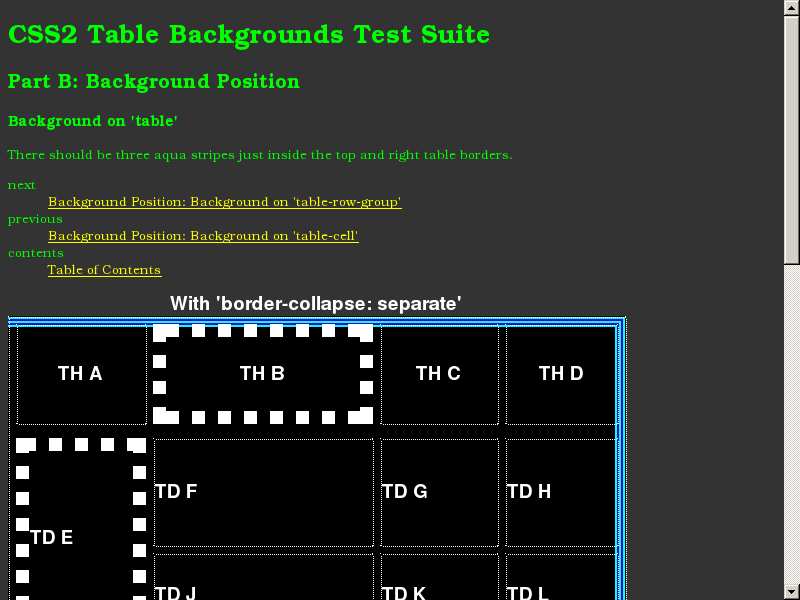 CSS2 Table Backgrounds Test Suite
Part B: Background Position
Background on 'table'
There should be three aqua stripes just inside the top and right table borders.
next
Background Position: Background on 'table-row-group'
previous
Background Position: Background on 'table-cell'
contents
Table of Contents
With 'border-collapse: separate'
TH A TH B TH C TH D
TD F TD G TD H
TD E
TD J TD K TD L